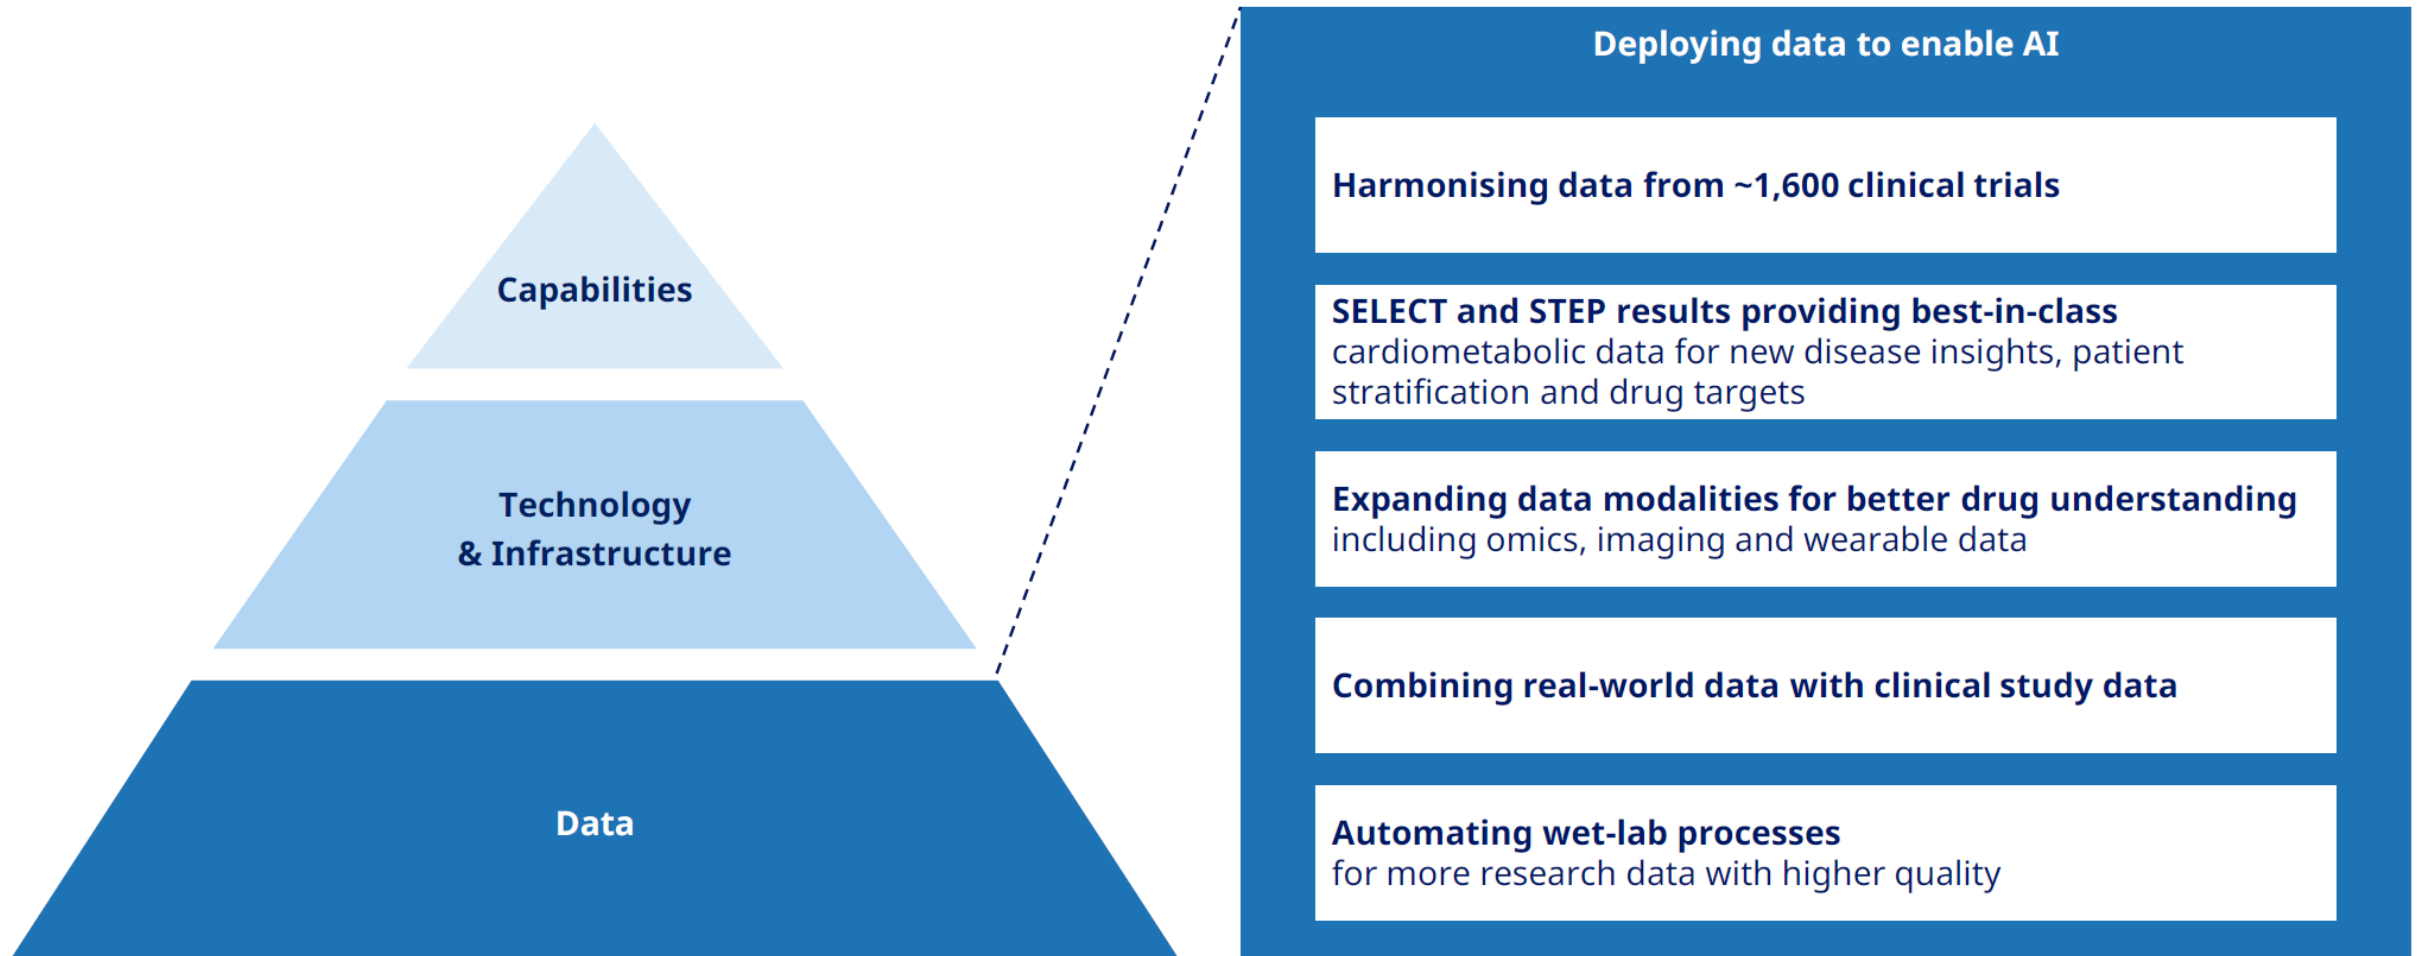 Capabilities
Technology
& Infrastructure
Data
Deploying data to enable AI
Harmonising data from ~1,600 clinical trials
SELECT and STEP results providing best-in-class
cardiometabolic data for new disease insights, patient
stratification and drug targets
Expanding data modalities for better drug understanding
including omics, imaging and wearable data
Combining real-world data with clinical study data
Automating wet-lab processes
for more research data with higher quality